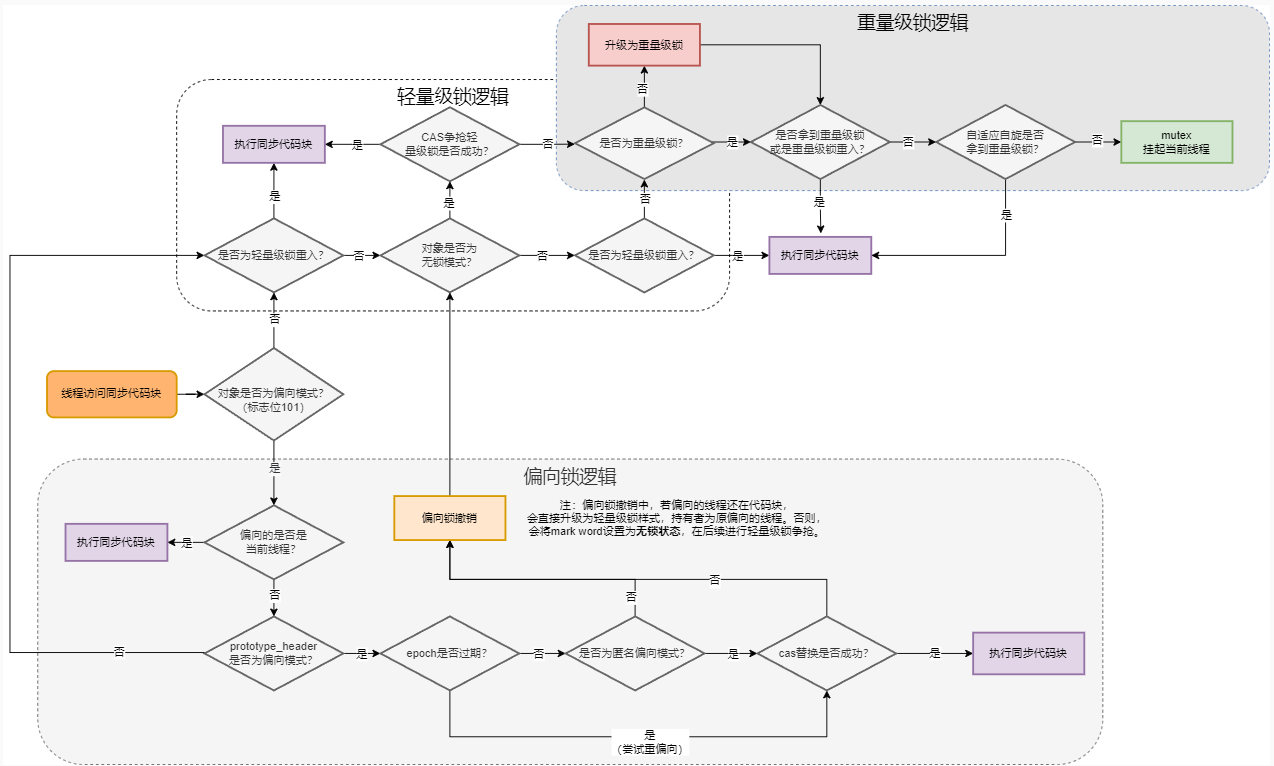 重量级锁逻辑
升级为重量级锁
否
轻量级锁逻辑
执行同步代码块
是
CAS争抢轻
量级锁是否成功？
否
是否为重量级锁？
是
是否拿到重量级锁
或是重量级锁重入？
否
自适应自旋是否
拿到重量级锁？
否
mutex
挂起当前线程
是
是
否
是
是
是否为轻量级锁重入？
否
对象是否为
无锁模式？
否
是否为轻量级锁重入？
是
执行同步代码块
否
线程访问同步代码块
对象是否为偏向模式？
(标志位101)
是
偏向锁逻辑
偏向锁撤销
注：偏向锁撤销中，若偏向的线程还在代码块，
会直接升级为轻量级锁样式，持有者为原偏向的线程。否则，
会将mark word设置为无锁状态，在后续进行轻量级锁争抢。
执行同步代码块
是
偏向的是否是
当前线程？
否
否
否
否
prototype_header
是否为偏向模式？
是
epoch是否过期？
否
是否为匿名偏向模式？
是
cas替换是否成功？
是
执行同步代码块
是
(尝试重偏向)